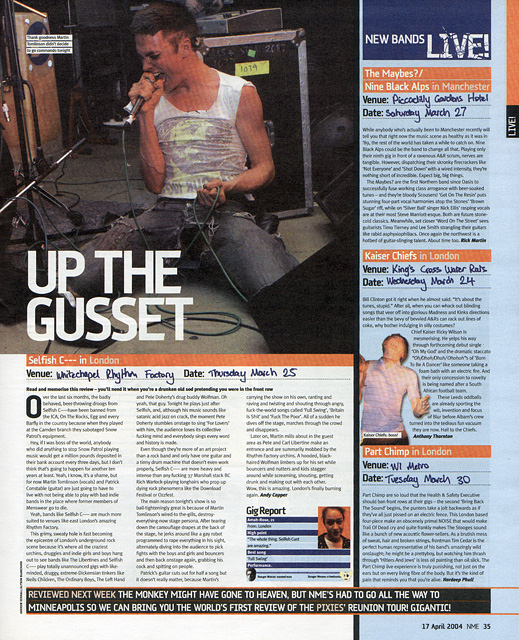 Thank goodness Martin
Tomlinson didn't decide
to go commando tonight
UP THE
GUSSET
Selfish C--- in London
Venue: Whitechapel Rhythm Factory Date: Thursday March 25
Read and memorise this review – you'll need it when you're a drunken old sod pretending you were in the front row
Over the last six months, the badly
behaved, beer-throwing divrags from
Selfish C— have been banned from
the ICA, On The Rocks, Egg and every
Barfly in the country because when they played
at the Camden branch they sabotaged Snow
Patrol's equipment.
Hey, if it was boss of the world, anybody
who did anything to stop Snow Patrol playing
music would get a million pounds deposited in
their bank account every three days, but I don't
think that's going to happen for another ten
years at least. Yeah, I know, it's a shame, but
for now Martin Tomlinson (vocals) and Patrick
Constable (guitar) are just going to have to
live with not being able to play with bad indie
bands in the place where former members of
Menswear go to die.
Yeah, bands like Selfish C— are much more
suited to venues like east London's amazing
Rhythm Factory.
This grimy, sweaty hole is fast becoming
the epicentre of London's underground rock
scene because it's where all the craziest
urchins, druggies and indie girls and boys hang
out to see bands like The Libertines and Selfish
C— play totally unannounced gigs with like-
minded, druggy, extreme Dickensian tinkers like
Neils Children, The Ordinary Boys, The Left Hand
and Pete Doherty's drug buddy Wolfman. Oh
yeah, that guy. Tonight he plays just after
Selfish, and, although his music sounds like
satanic acid jazz on crack, the moment Pete
Doherty stumbles onstage to sing 'For Lovers'
with him, the audience loses its collective
fucking mind and everybody sings every word
and history is made.
Even though they're more of an art project
than a band and only have one guitar and
a tinny drum machine that doesn't even work
properly, Selfish C— are more heavy and
intense than any fucking 37 Marshall stack BC
Rich Warlock-playing longhairs who prop up
dying rock phenomena like the Download
Festival or Ozzfest.
The main reason tonight's show is so
ball-tighteningly great is because of Martin
Tomlinson's wired-to-the-eyeballs, destroy-
everything-now stage persona. After tearing
down the camouflage drapes at the back of
the stage, he jerks around like a gay robot
programmed to rape everything in his sight,
alternately diving into the audience to pick
fights with the boys and girls and bouncers
and then back onstage again, grabbing his
cock and spitting on people.
Patrick's guitar cuts out for a song but
it doesn't really matter, because Martin's
carrying the show on his own, ranting and
raving and twisting and shouting through angry,
fuck-the-world songs called 'Fuel Swing', 'Britain
Is Shit' and 'Fuck The Poor'. All of a sudden he
dives off the stage, marches through the crowd
and disappears.
Later on, Martin mills about in the guest
area as Pete and Carl Libertine make an
entrance and are summarily mobbed by the
Rhythm Factory urchins. A hooded, black-
eyed Wolfman limbers up for his set while
bouncers and nutters and kids stagger
around while screaming, shouting, getting
drunk and making out with each other.
Wow, this is amazing. London's finally burning
again. Andy Capper
Gig Report
Amah-Rose, 21
From: London
High point
"The whole thing, Selfish C-unt
are amazing."
Best song
'Fuel Swing'
Performance.
NEW BANDS
LIVE!
LIVE!
The Maybes?/
Nine Black Alps in Manchester
Venue: Piccadilly Gardens Hotel
Date: Saturday March 27
While anybody who's actually been to Manchester recently will
tell you that right now the music scene as healthy as it was in
'89, the rest of the world has taken a while to catch on. Nine
Black Alps could be the band to change all that. Playing only
their ninth gig in front of a ravenous A&R scrum, nerves are
tangible. However, dispatching their skronky firecrackers like
'Not Everyone' and 'Shot Down' with a wired intensity, they're
nothing short of incredible. Expect big, big things.
The Maybes? are the first Northern band since Oasis to
successfully fuse working class arrogance with beer-soaked
tunes – and they're bloody Scousers! 'Get On The Resin' puts
stunning four-part vocal harmonies atop the Stones' 'Brown
Sugar' riff, while on 'Silver Ball' singer Nick Ellis' rasping vocals
are at their most Steve Marriott-esque. Both are future stone-
cold classics. Meanwhile, set closer 'Word On The Street' sees
guitarists Timo Tierney and Lee Smith strangling their guitars
like rabid asphyxiophiliacs. Once again the northwest is a
hotbed of guitar-slinging talent. About time too. Rick Martin
Kaiser Chiefs in London
Venue: King's Cross Water Rats
Date: Wednesday March 24
Bill Clinton got it right when he almost said: "It's about the
tunes, stupid." After all, when you can whack out blinding
songs that veer off into glorious Madness and Kinks directions
easier than the bevy of bevvied A&Rs can rack out lines of
coke, why bother indulging in silly costumes?
Chief Kaiser Ricky Wilson is
mesmerising. He yelps his way
through forthcoming debut single
'Oh My God' and the dramatic staccato
"Oh/Ohoh/Ohoh/Ohoh"s of 'Born
To Be A Dancer' like someone taking a
foam bath with an electric fire. And
their only concession to novelty
is being named after a South
African football team.
These Leeds oddballs
are already sporting the
wit, invention and focus
of Blur before Albarn's crew
turned into the tedious fun vacuum
they are now. Hail to the Chiefs.
Anthony Thornton
Kaiser Chiefs, boss!
Part Chimp in London
Venue: W1 Metro
Date: Tuesday March 30
Part Chimp are so loud that the Health & Safety Executive
should ban front rows at their gigs – the second 'Bring Back
The Sound' begins, the punters take a jolt backwards as if
they've all just pissed on an electric fence. This London based
four-piece make an obscenely primal NOISE that would make
Trail Of Dead cry and quite frankly makes The Stooges sound
like a bunch of new acoustic flower-sellers. As a brutish mess
of sweat, hair and broken strings, frontman Tim Cedar is the
perfect human representative of his band's amazingly wild
onslaught; he might be a pretty boy, but watching him thrash
through 'Hitlers And 30000 Jews' is less of pointing than old idol.
Part Chimp live experience is truly punishing, not just on the
ears but on every living fibre of the body. But it's the kind of
pain that reminds you that you're alive. Hardeep Phull
REVIEWED NEXT WEEK THE MONKEY MIGHT HAVE GONE TO HEAVEN, BUT NME'S HAD TO GO ALL THE WAY TO
MINNEAPOLIS SO WE CAN BRING YOU THE WORLD'S FIRST REVIEW OF THE PIXIES' REUNION TOUR! GIGANTIC!
17 April 2004 NME 35